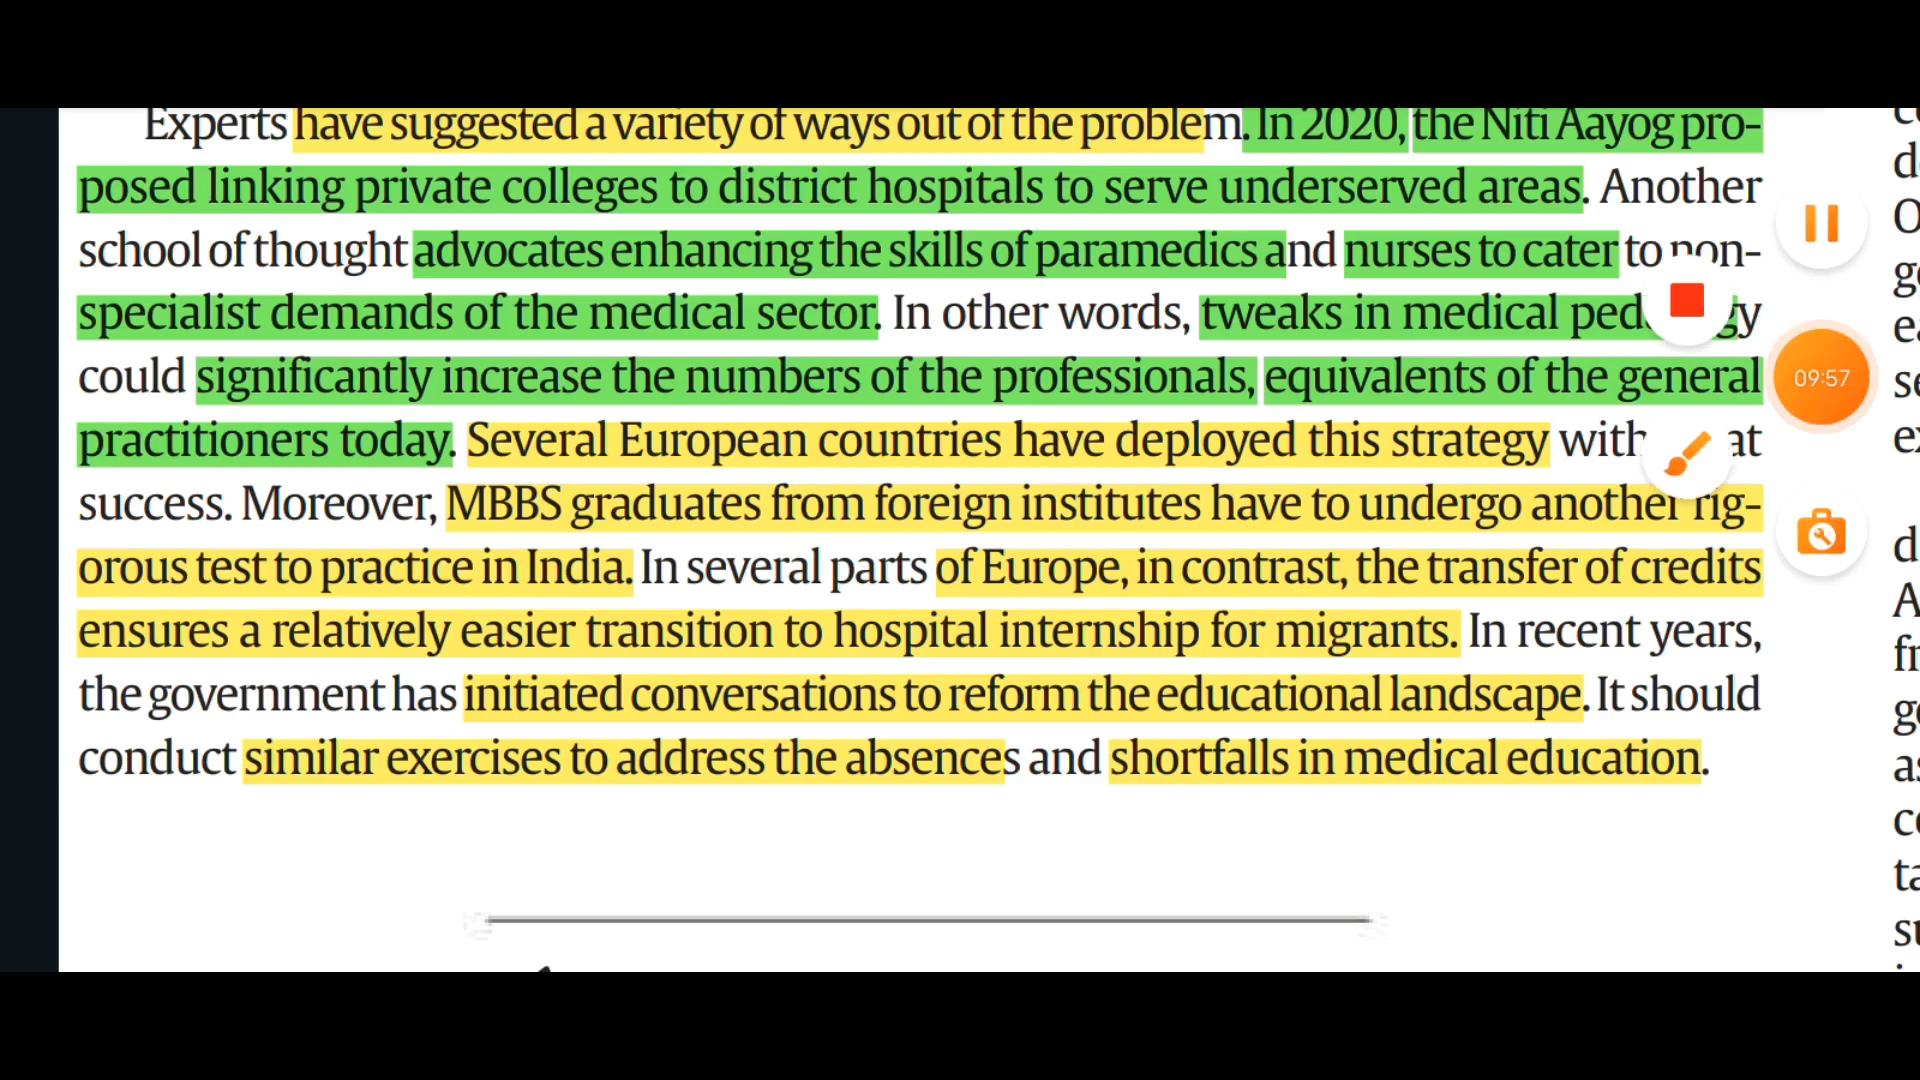 Experts have suggested a variety of ways out of the problem. In 2020, the Niti Aayog pro-
posed linking private colleges to district hospitals to serve underserved areas. Another
school of thought advocates enhancing the skills of paramedics and nurses to cater to non-
specialist demands of the medical sector. In other words, tweaks in medical
could significantly increase the numbers of the professionals, equivalents of the general
practitioners today. Several European countries have deployed this strategy with
success. Moreover, MBBS graduates from foreign institutes have to undergo another rig-
orous test to practice in India. In several parts of Europe, in contrast, the transfer of credits
ensures a relatively easier transition to hospital internship for migrants. In recent years,
the government has initiated conversations to reform the educational landscape. It should
conduct similar exercises to address the absences and shortfalls in medical education.
09:57